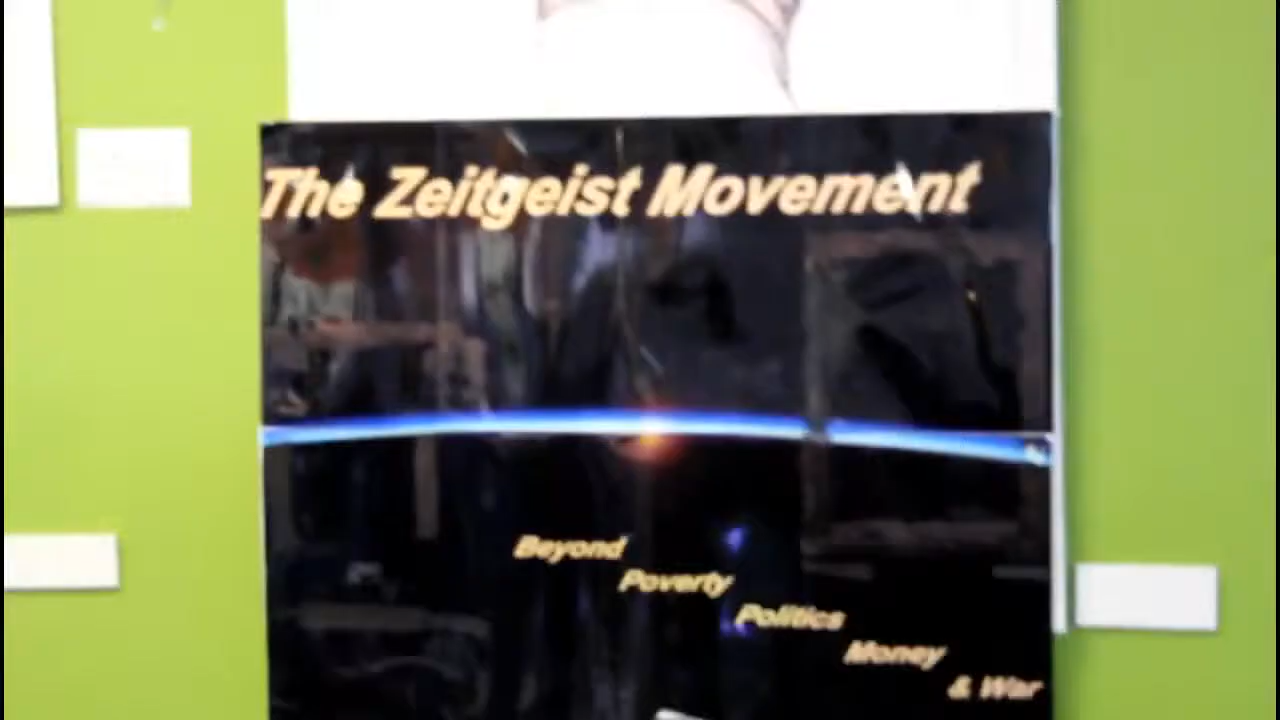 The Zeitgeist Movement
Beyond
Poverty
Politics
Money
& War